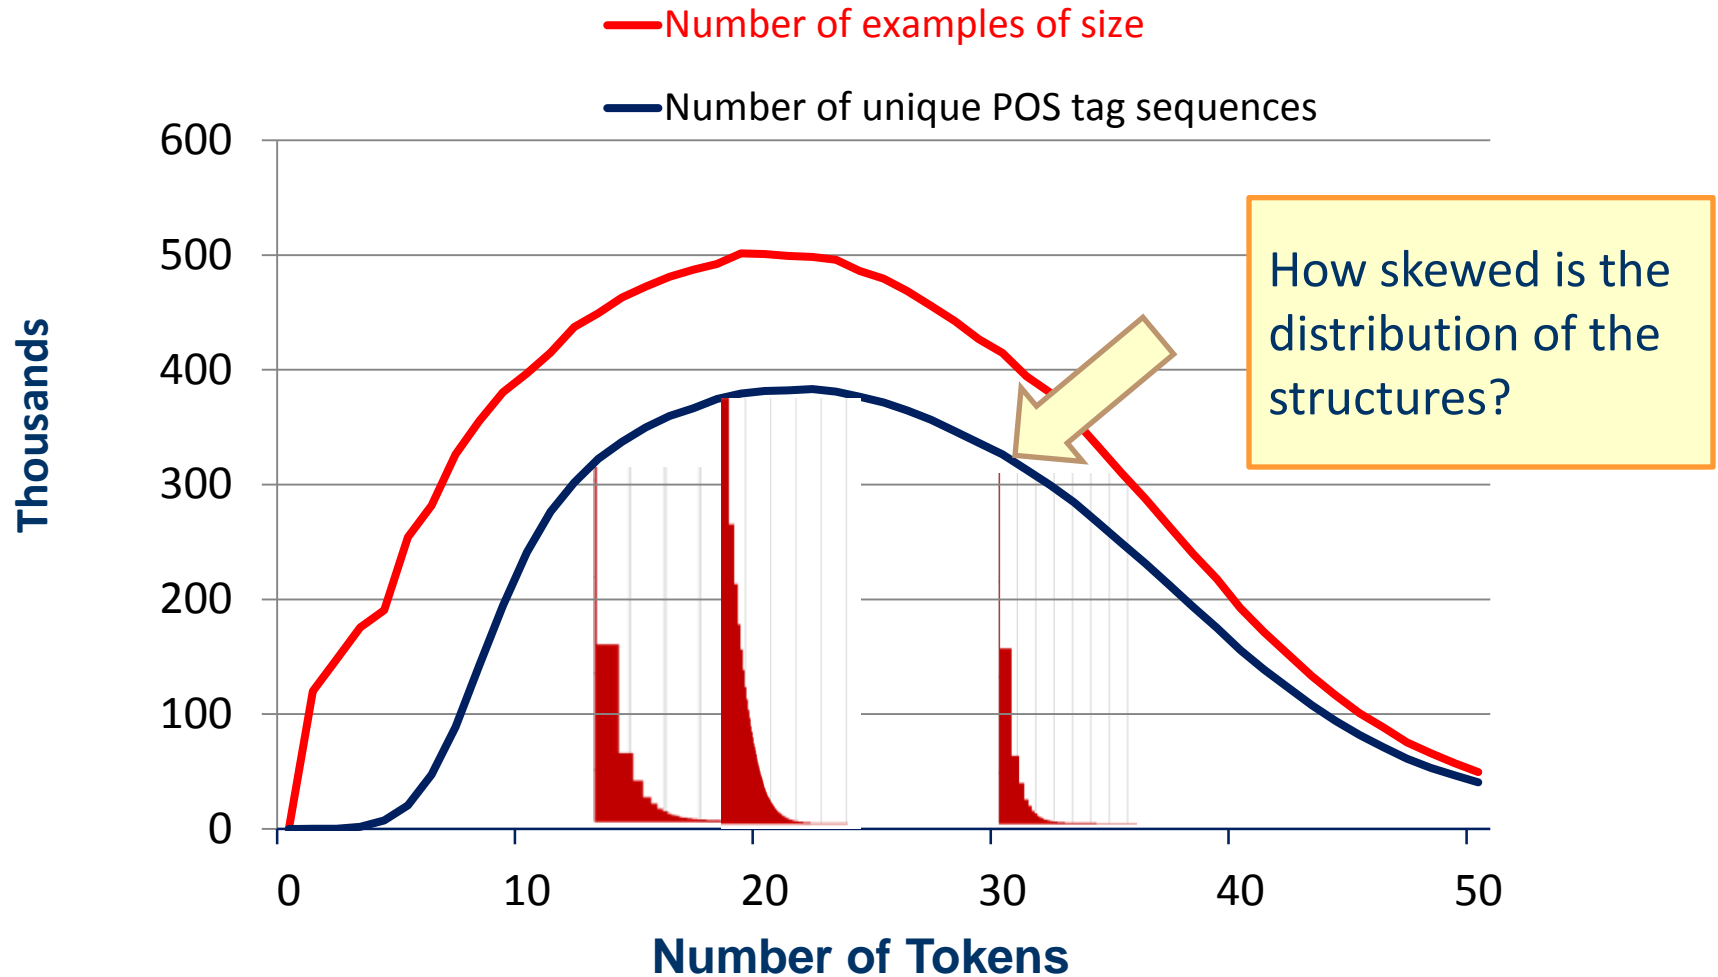 Number of examples of size
Number of unique POS tag sequences
600
500
400
300
200
100
0
Thousands
How skewed is the
distribution of the
structures?
0 10 20 30 40 50
Number of Tokens